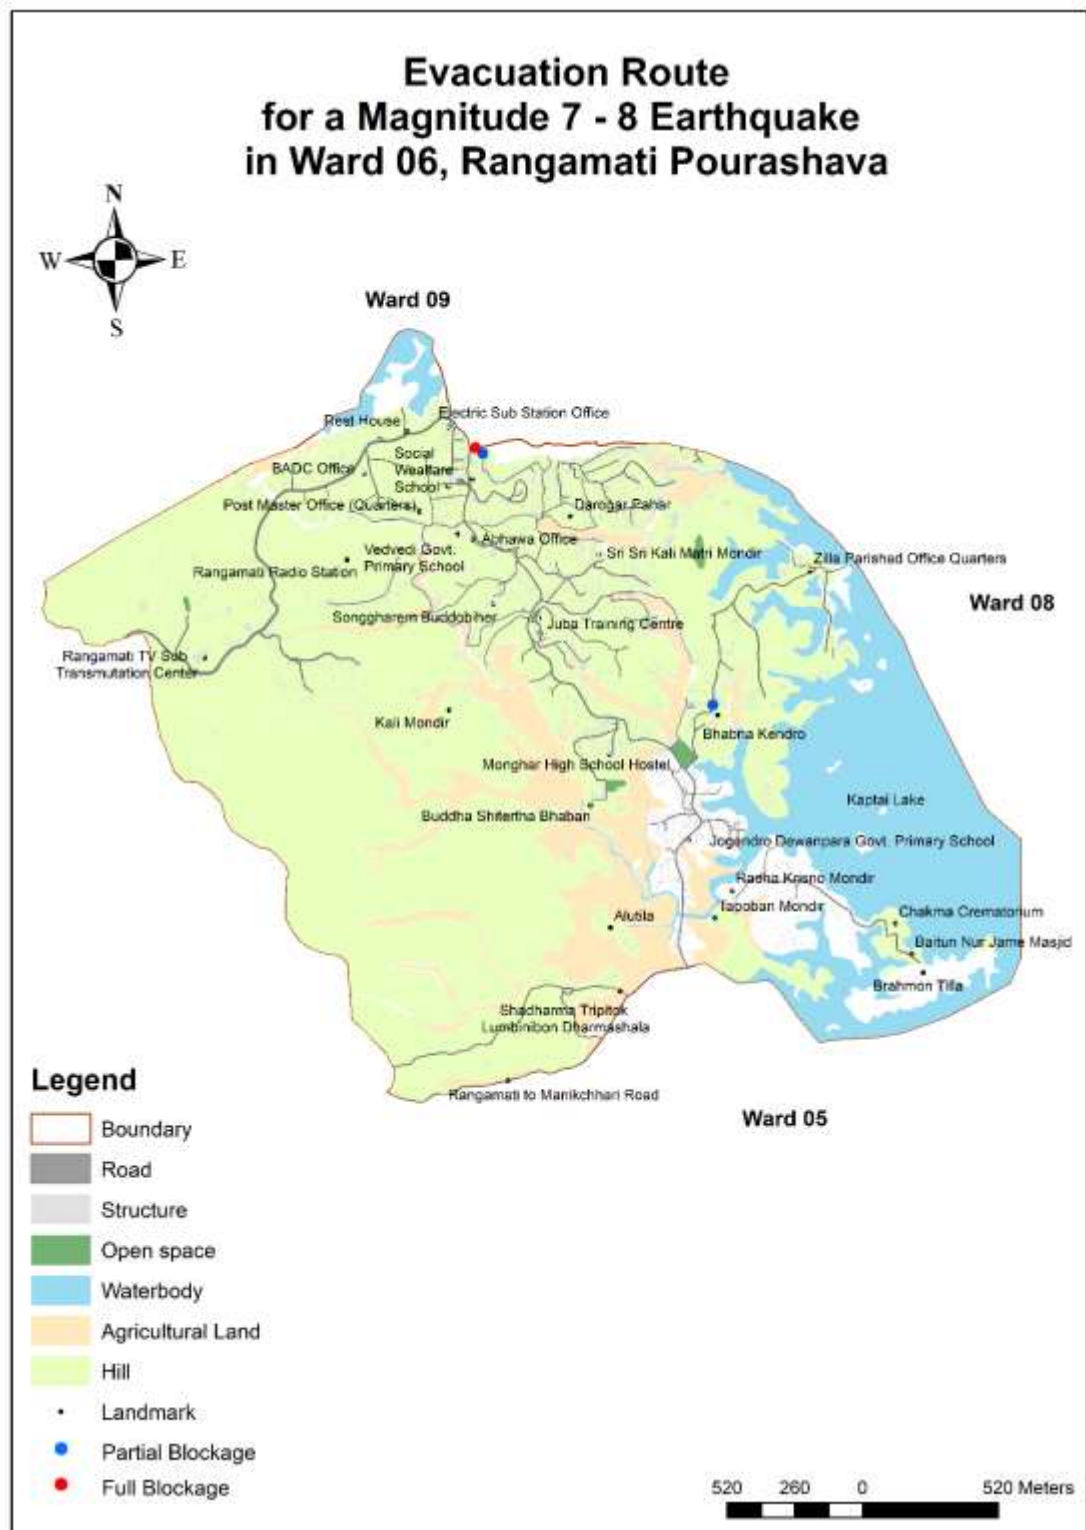 Evacuation Route
for a Magnitude 7 - 8 Earthquake
in Ward 06, Rangamati Pourashava
N
W
E
S
Ward 09
Rest House
Electric Sub Station Office
Social
Wealfare
School
BADC Office
Post Master Office (Quarters)
Darogar Pahar
Abhawa Office
Vedvedi Govt.
Primary School
Sri Sri Kali Matri Mondir
Zilla Parished Office Quarters
Rangamati Radio Station
Ward 08
Songgharem Buddobiher
Juba Training Centre
Rangamati TV Sub
Transmutation Center
Kali Mondir
Bhabna Kendro
Monghar High School Hostel
Kaptai Lake
Buddha Shitertha Bhaban
Jogendro Dewanpara Govt. Primary School
Rasha Krisno Mondir
Tapoban Mondir
Alutila
Chakma Crematorium
Baitun Nur Jame Masjid
Brahmon Tilla
Shadharma Tripitok
Lumbinibon Dharmashala
Rangamati to Manikchhari Road
Ward 05
Legend
Boundary
Road
Structure
Open space
Waterbody
Agricultural Land
Hill
Landmark
Partial Blockage
Full Blockage
520 260 0 520 Meters